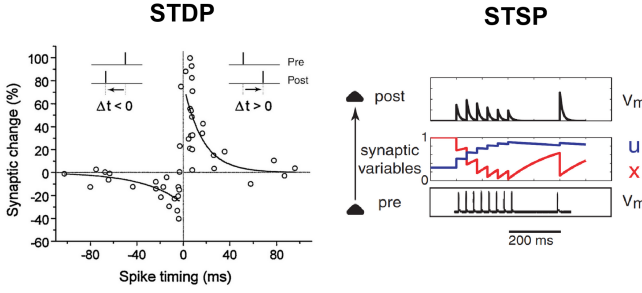 STDP
STSP
Synaptic change (%)
100
80
60
40
20
0
-20
-40
-60
-80
-40
0
40
80
Spike timing (ms)
Pre
Post
Δt < 0
Δt > 0
post
synaptic
variables
pre
1
0
Vm
u
x
Vm
200 ms